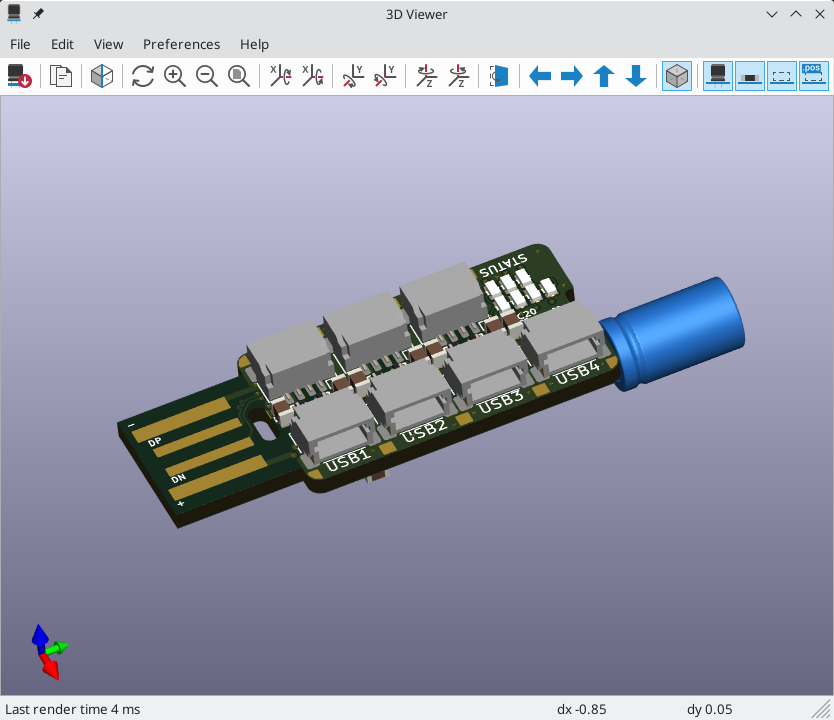 3D Viewer
File Edit View Preferences Help
X Y Z
pos
STATUS
C20
USB4
USB3
USB2
USB1
-
DP
DN
+
Last render time 4 ms dx -0.85 dy 0.05